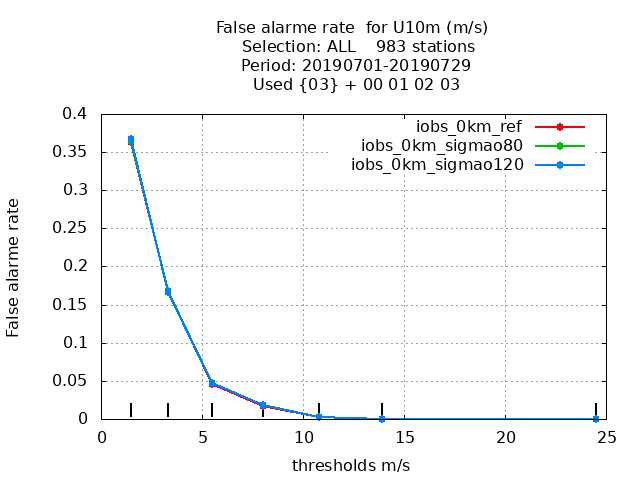 False alarme rate  for U10m (m/s)
Selection: ALL    983 stations
Period: 20190701-20190729
Used {03} + 00 01 02 03
iobs_0km_ref
iobs_0km_sigmao80
iobs_0km_sigmao120
False alarme rate
0.4
0.35
0.3
0.25
0.2
0.15
0.1
0.05
0
0 5 10 15 20 25
thresholds m/s